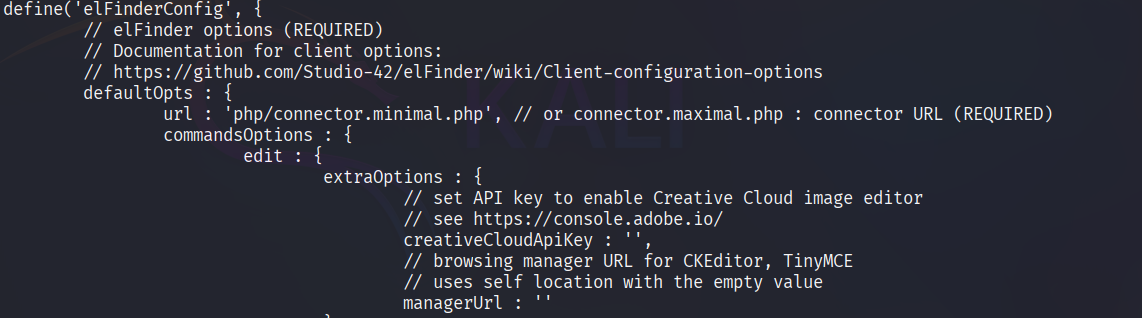 define('elFinderConfig', {
// elFinder options (REQUIRED)
// Documentation for client options:
// https://github.com/Studio-42/elFinder/wiki/Client-configuration-options
defaultOpts : {
url : 'php/connector.minimal.php', // or connector.maximal.php : connector URL (REQUIRED)
commandsOptions : {
edit : {
extraOptions : {
// set API key to enable Creative Cloud image editor
// see https://console.adobe.io/
creativeCloudApiKey : '',
// browsing manager URL for CKEditor, TinyMCE
// uses self location with the empty value
managerUrl : ''
}
KALI